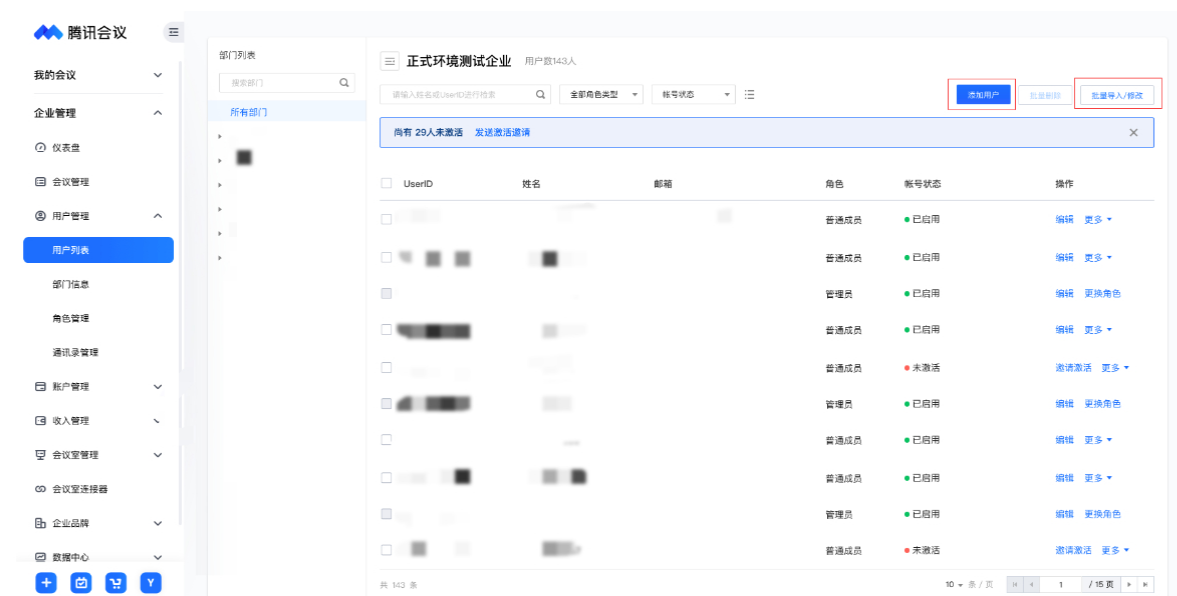 腾讯会议
我的会议
企业管理
仪表盘
会议管理
用户管理
用户列表
部门信息
角色管理
通讯录管理
账户管理
收入管理
会议室管理
会议室连接器
企业品牌
数据中心
Y
部门列表
搜索部门
所有部门
正式环境测试企业 用户数143人
请输入姓名或UserID进行检索 全部角色类型 帐号状态 添加用户 批量删除 批量导入/修改
尚有 29人未激活 发送激活邀请
UserID 姓名 邮箱 角色 帐号状态 操作
普通成员 已启用 编辑 更多
普通成员 已启用 编辑 更多
管理员 已启用 编辑 更换角色
普通成员 已启用 编辑 更多
普通成员 未激活 邀请激活 更多
管理员 已启用 编辑 更换角色
普通成员 已启用 编辑 更多
普通成员 已启用 编辑 更多
管理员 已启用 编辑 更换角色
普通成员 未激活 邀请激活 更多
共 143 条 10 条 / 页 1 / 15 页